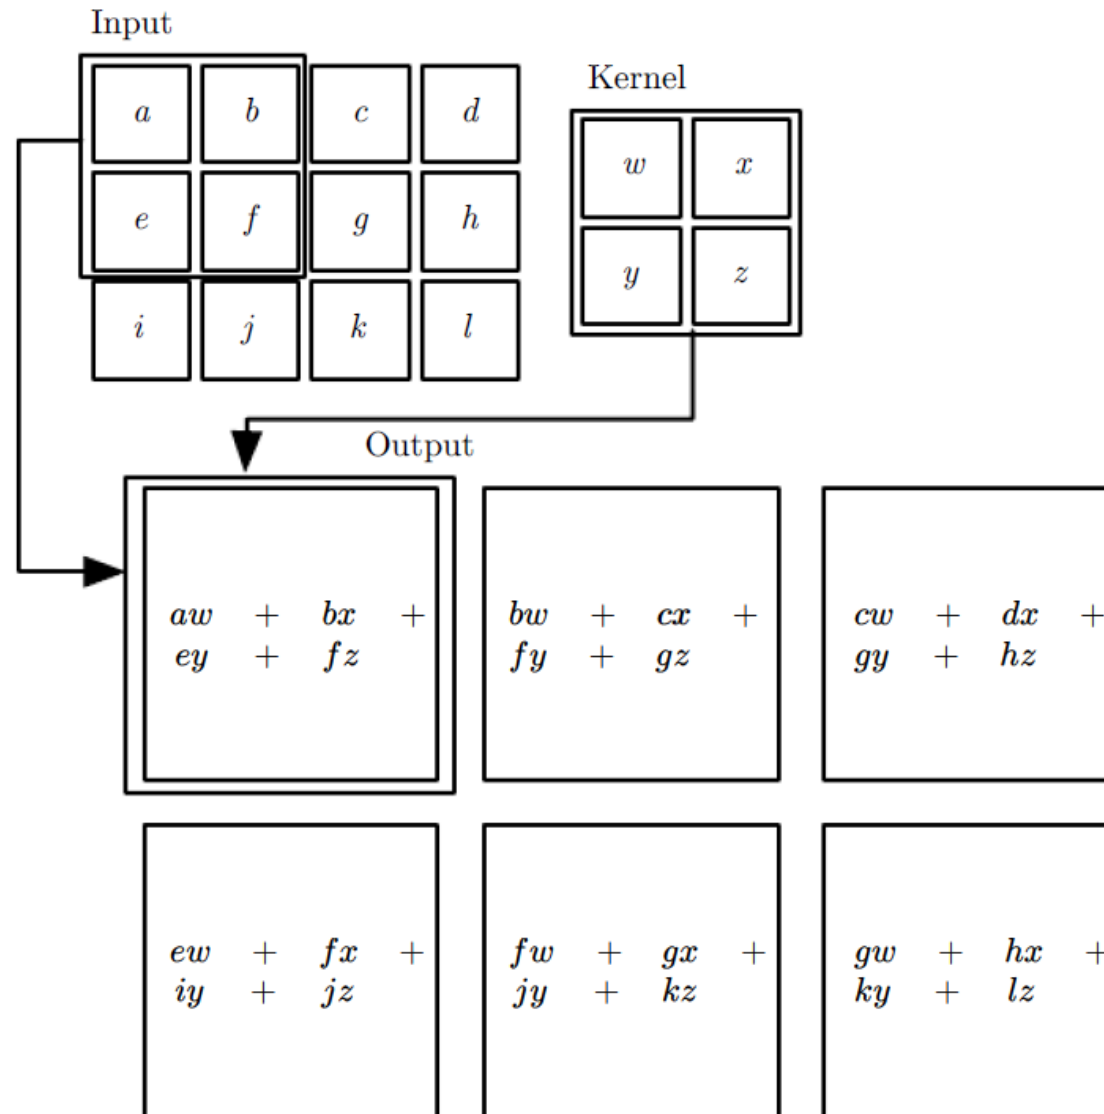 Input
a b c d
e f g h
i j k l
Kernel
w x
y z
Output
aw + bx +
ey + fz
bw + cx +
fy + gz
cw + dx +
gy + hz
ew + fx +
iy + jz
fw + gx +
jy + kz
gw + hx +
ky + lz